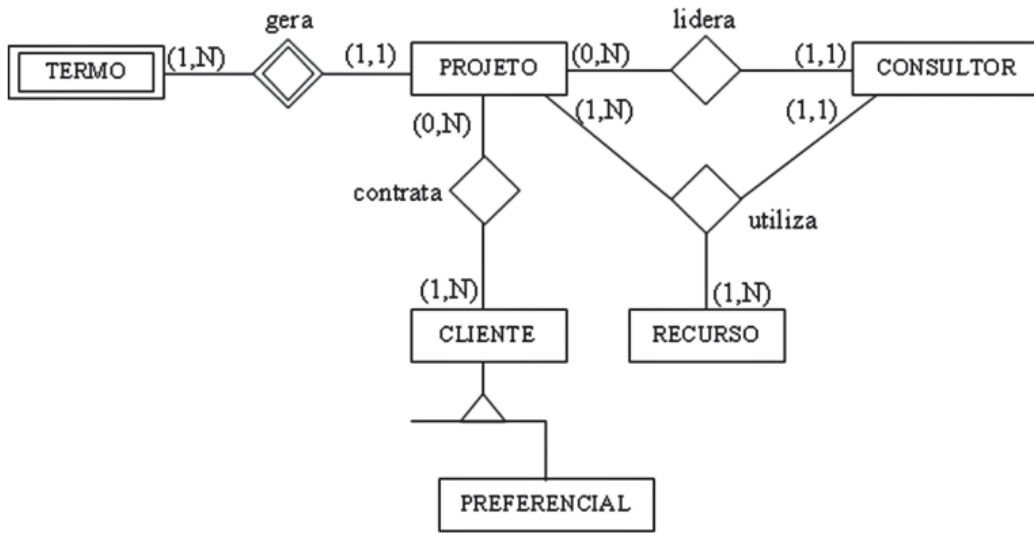 gera
lidera
TERMO
(1,N)
(1,1)
PROJETO
(0,N)
(1,1)
CONSULTOR
(0,N)
(1,N)
(1,1)
contrata
utiliza
(1,N)
(1,N)
CLIENTE
RECURSO
PREFERENCIAL